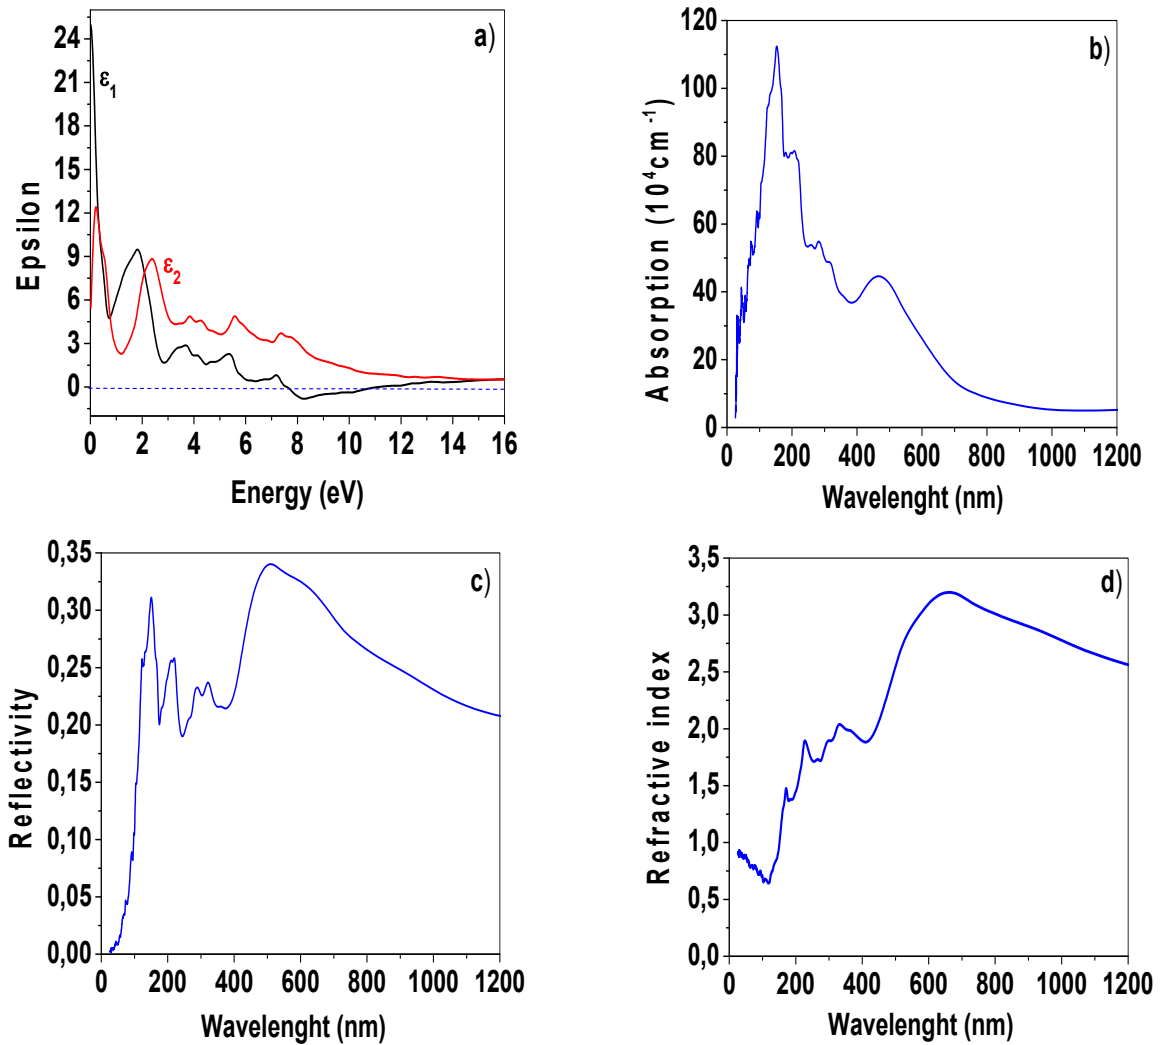 a)
24
21
18
15
12
9
6
3
0
ε1
ε2
Epsilon
0 2 4 6 8 10 12 14 16
Energy (eV)
b)
120
100
80
60
40
20
0
Absorption (10⁴cm⁻¹)
0 200 400 600 800 1000 1200
Wavelenght (nm)
c)
0,35
0,30
0,25
0,20
0,15
0,10
0,05
0,00
Reflectivity
0 200 400 600 800 1000 1200
Wavelenght (nm)
d)
3,5
3,0
2,5
2,0
1,5
1,0
0,5
0,0
Refractive index
0 200 400 600 800 1000 1200
Wavelenght (nm)